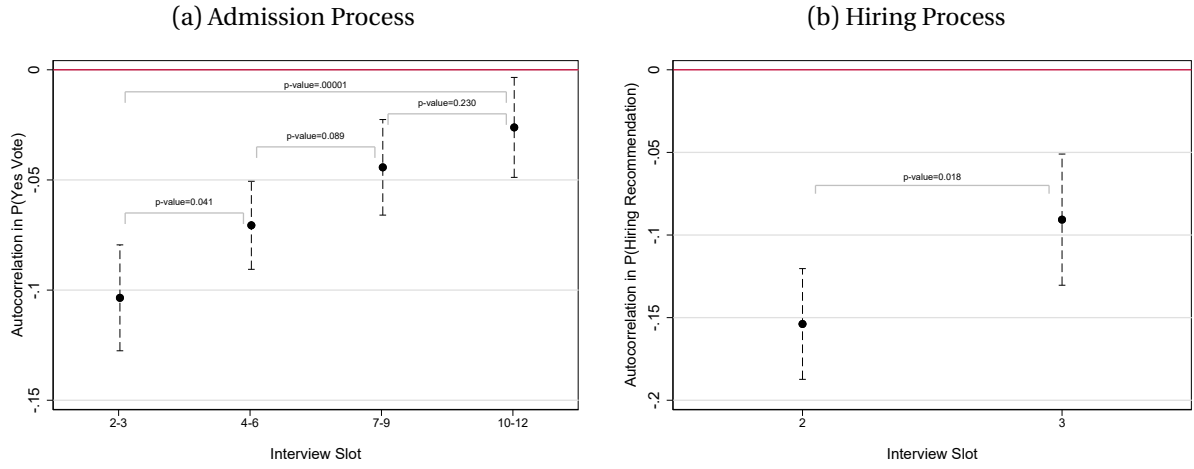 (a) Admission Process
Autocorrelation in P(Yes Vote)
0
-.05
-.1
-.15
p-value=.00001
p-value=0.230
p-value=0.089
p-value=0.041
2-3
4-6
7-9
10-12
Interview Slot
(b) Hiring Process
Autocorrelation in P(Hiring Recommendation)
0
-.05
-.1
-.15
-.2
p-value=0.018
2
3
Interview Slot